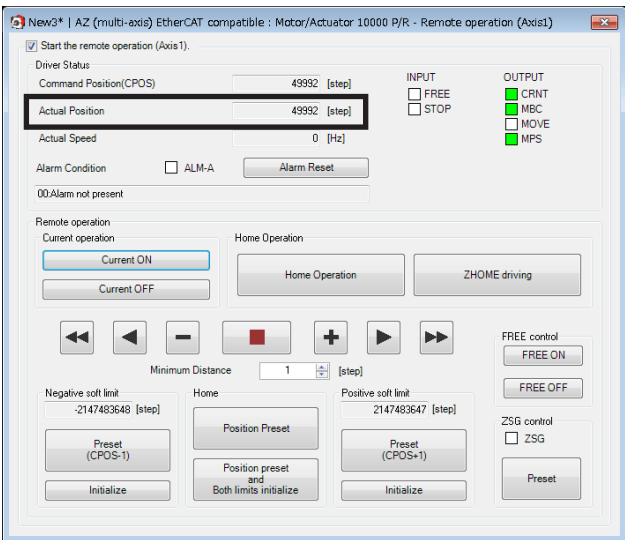 New3* | AZ (multi-axis) EtherCAT compatible : Motor/Actuator 10000 P/R - Remote operation (Axis1)
Start the remote operation (Axis1).
Driver Status
Command Position(CPOS) 49992 [step]
Actual Position 49992 [step]
Actual Speed 0 [Hz]
INPUT
FREE
STOP
OUTPUT
CRNT
MBC
MOVE
MPS
Alarm Condition ALM-A Alarm Reset
00:Alarm not present
Remote operation
Current operation
Current ON
Current OFF
Home Operation
Home Operation
ZHOME driving
Minimum Distance 1 [step]
FREE control
FREE ON
FREE OFF
Negative soft limit
-2147483648 [step]
Preset
(CPOS-1)
Initialize
Home
Position Preset
Position preset
and
Both limits initialize
Positive soft limit
2147483647 [step]
Preset
(CPOS+1)
Initialize
ZSG control
ZSG
Preset